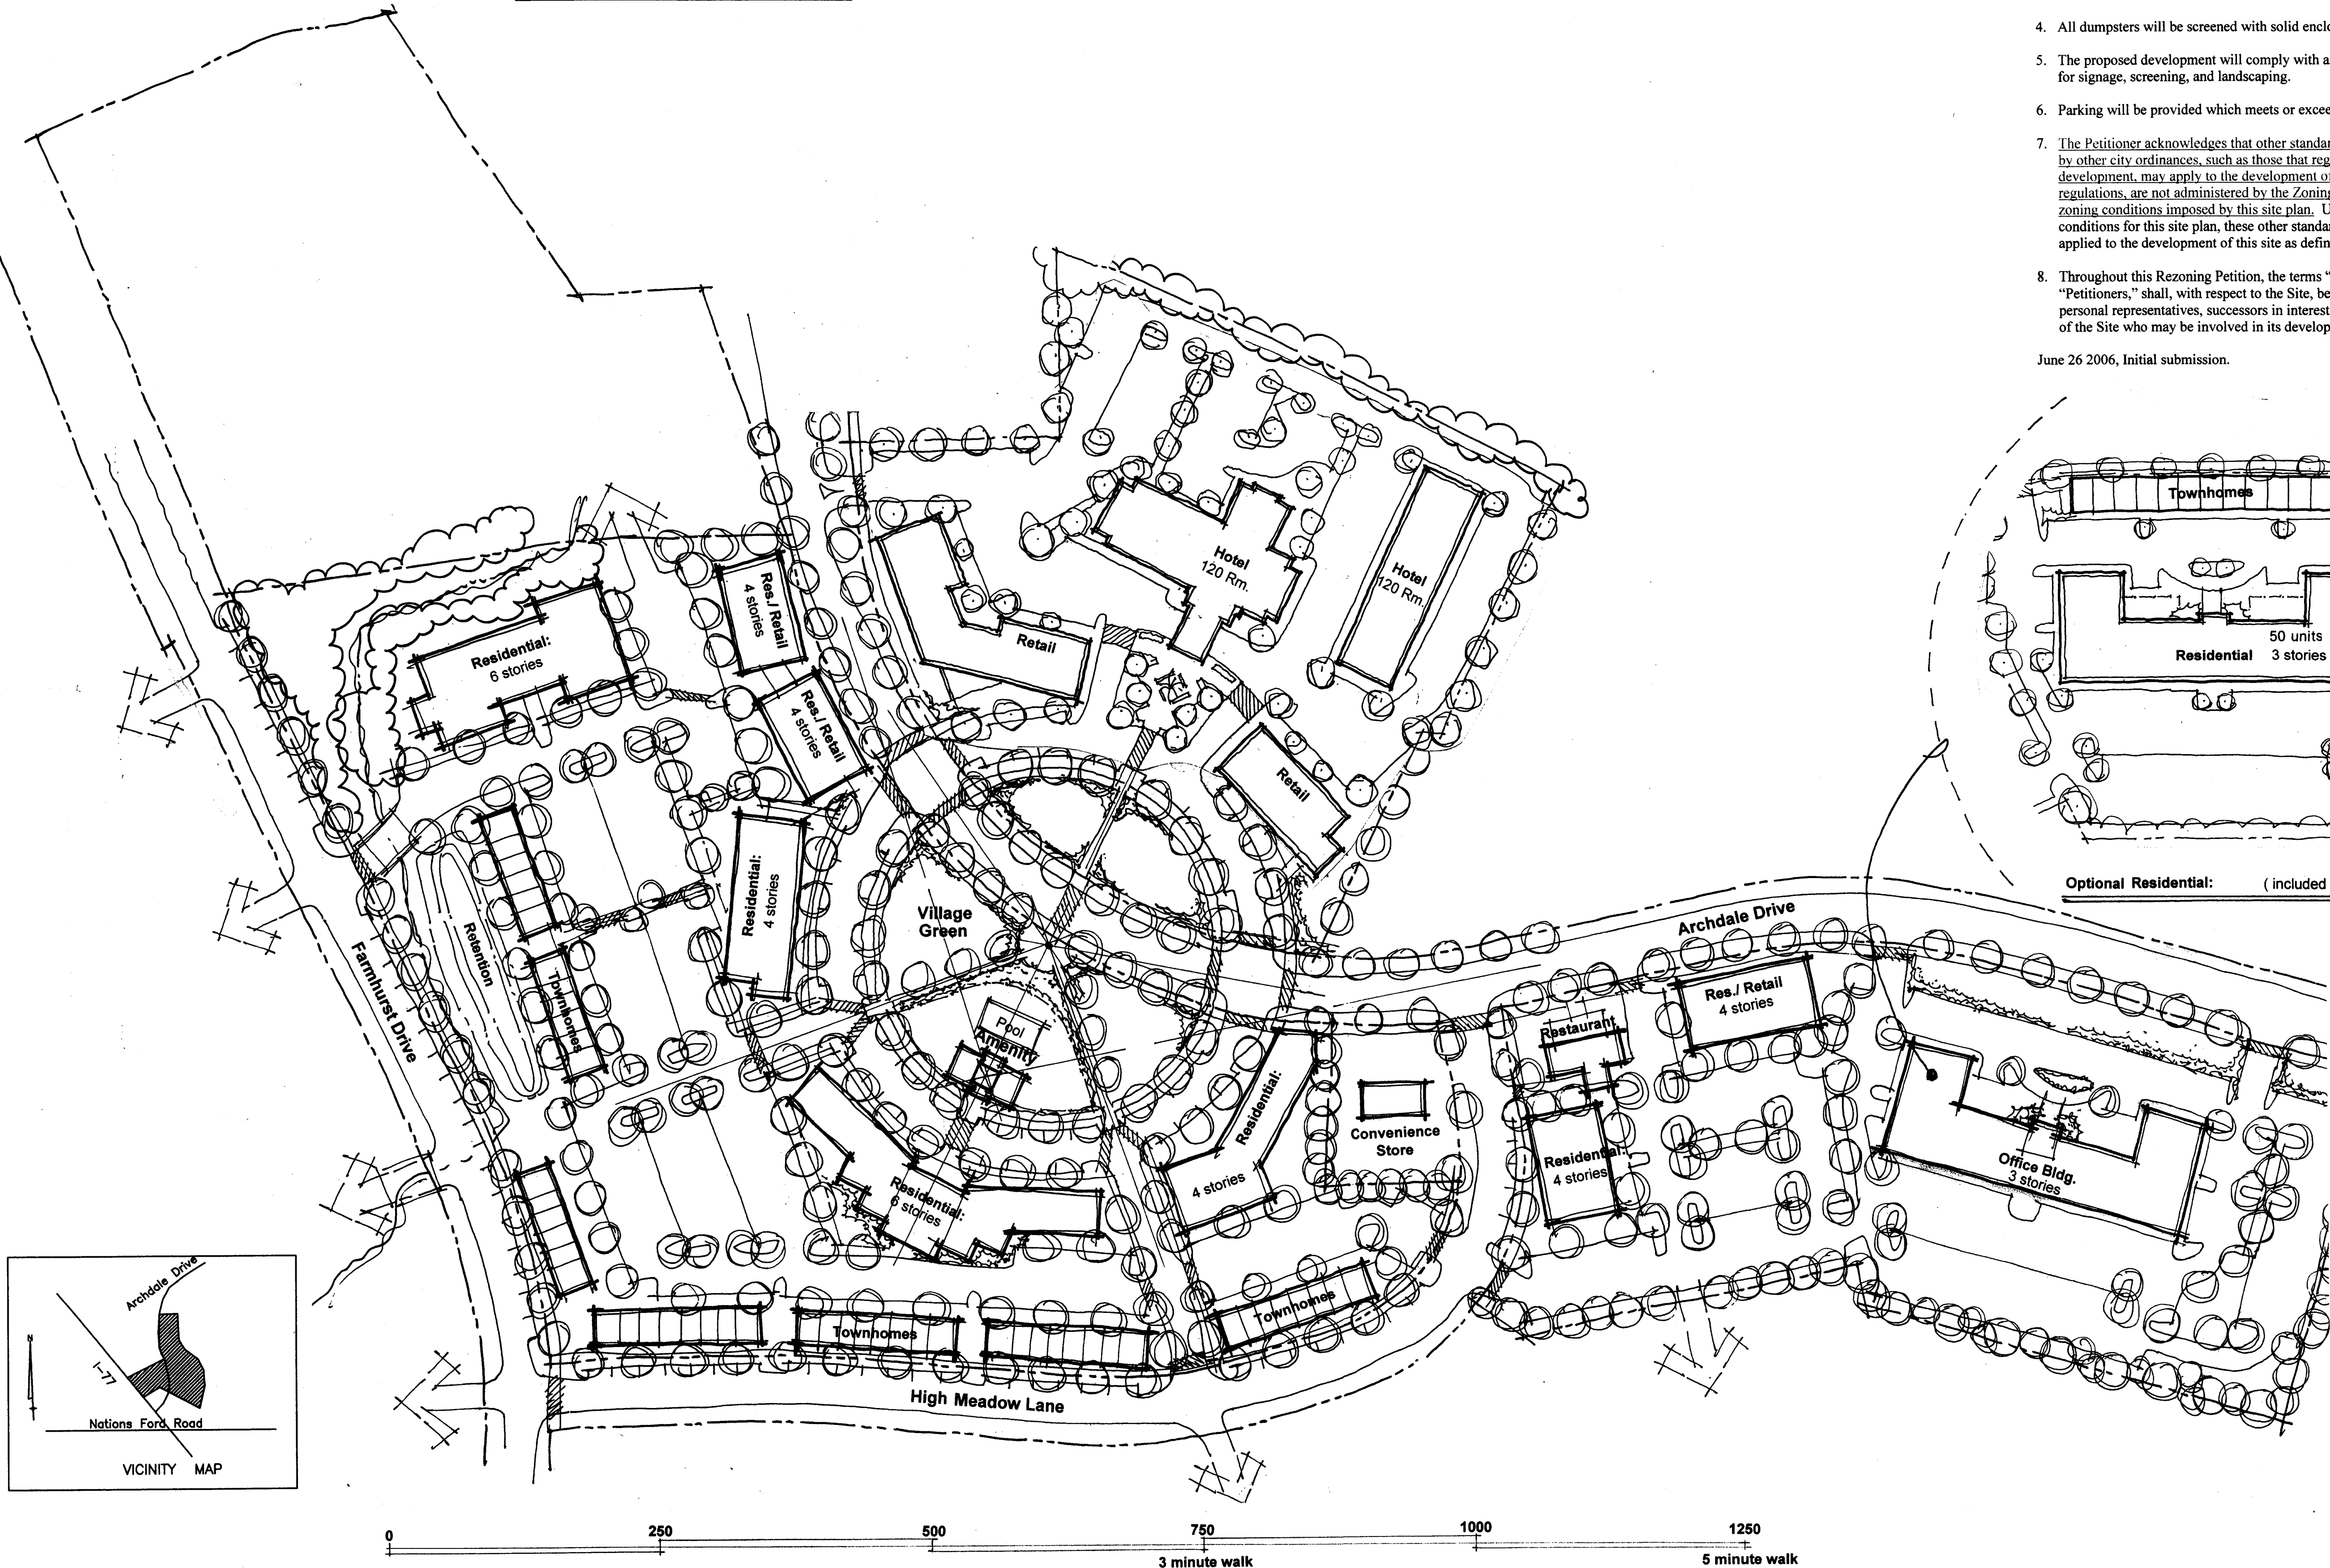 4. All dumpsters will be screened with solid enclo
5. The proposed development will comply with a
for signage, screening, and landscaping.
6. Parking will be provided which meets or excee
7. The Petitioner acknowledges that other standar
by other city ordinances, such as those that reg
development, may apply to the development of
regulations, are not administered by the Zoning
zoning conditions imposed by this site plan. U
conditions for this site plan, these other standar
applied to the development of this site as defin
8. Throughout this Rezoning Petition, the terms “
“Petitioners,” shall, with respect to the Site, be
personal representatives, successors in interest
of the Site who may be involved in its develop
June 26 2006, Initial submission.
Townhomes
50 units
Residential 3 stories
Optional Residential: ( included
Hotel
120 Rm.
Hotel
120 Rm.
Res./ Retail
4 stories
Residential:
6 stories
Retail
Res./ Retail
4 stories
Retail
Residential:
4 stories
Village
Green
Archdale Drive
Retention
Farmhurst Drive
Townhomes
Pool
Amenity
Res./ Retail
4 stories
Restaurant
Residential:
4 stories
Convenience
Store
Residential:
4 stories
Office Bldg.
3 stories
Residential:
6 stories
Townhomes
Townhomes
High Meadow Lane
Archdale Drive
N
I-77
Nations Ford Road
VICINITY MAP
0 250 500 750 1000 1250
3 minute walk 5 minute walk